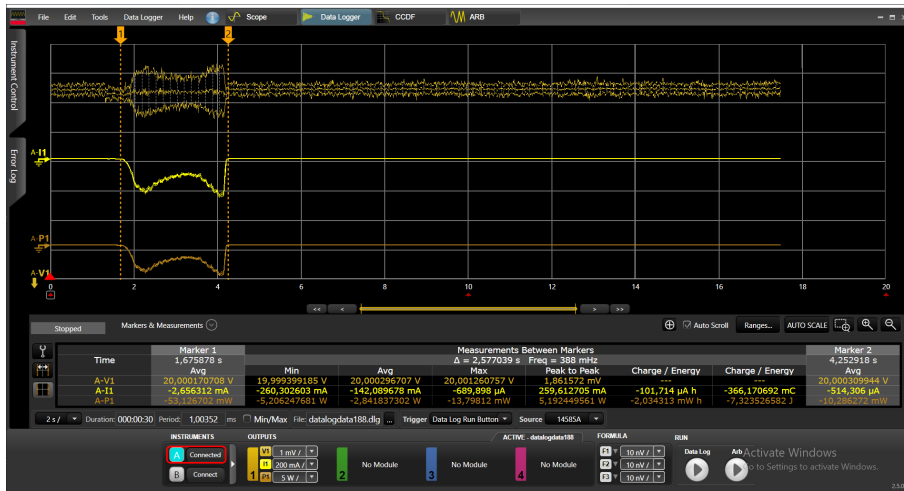 File Edit Tools Data Logger Help Scope Data Logger CCDF ARB
Instrument Control
Error Log
1 2
A-I1
A-P1
A-V1
0 2 4 6 8 10 12 14 16 18 20
<< < > >>
Stopped Markers & Measurements Auto Scroll Ranges... AUTO SCALE
Marker 1 Measurements Between Markers Marker 2
Time 1,675878 s Δ = 2,577039 s Freq = 388 mHz 4,252918 s
Avg Min Avg Max Peak to Peak Charge / Energy Charge / Energy Avg
A-V1 20,000170708 V 19,999399185 V 20,000296707 V 20,001260757 V 1,861572 mV --- --- 20,000309944 V
A-I1 -2,656312 mA -260,302603 mA -142,089678 mA -689,898 µA 259,612705 mA -101,714 µA h -366,170692 mC -514,306 µA
A-P1 -53,126702 mW -5,206247681 W -2,841837302 W -13,79812 mW 5,192449561 W -2,034313 mW h -7,323526582 J -10,286272 mW
2 s / Duration: 000:00:30 Period: 1,00352 ms Min/Max File: datalogdata188.dlg ... Trigger Data Log Run Button Source 14585A
INSTRUMENTS OUTPUTS ACTIVE - datalogdata188 FORMULA RUN
A Connected
B Connect
1 V1 1 mV /
I1 200 mA /
P1 5 W /
2 No Module
3 No Module
4 No Module
F1 10 mV /
F2 10 mV /
F3 10 mV /
Data Log Arb
Activate Windows
to Settings to activate Windows.
2.5.0